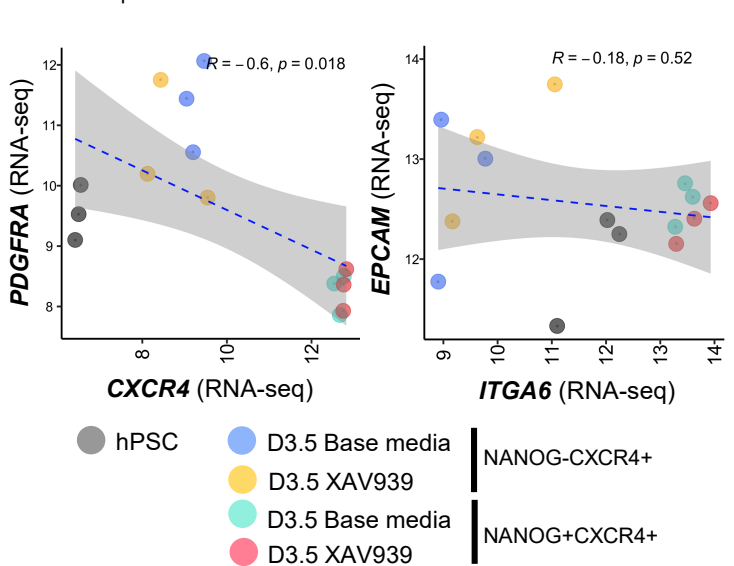 R = −0.6, p = 0.018
12
11
10
9
8
PDGFRA (RNA-seq)
8
10
12
CXCR4 (RNA-seq)
R = −0.18, p = 0.52
14
13
12
EPCAM (RNA-seq)
9
10
11
12
13
14
ITGA6 (RNA-seq)
hPSC
D3.5 Base media
D3.5 XAV939
NANOG-CXCR4+
D3.5 Base media
D3.5 XAV939
NANOG+CXCR4+